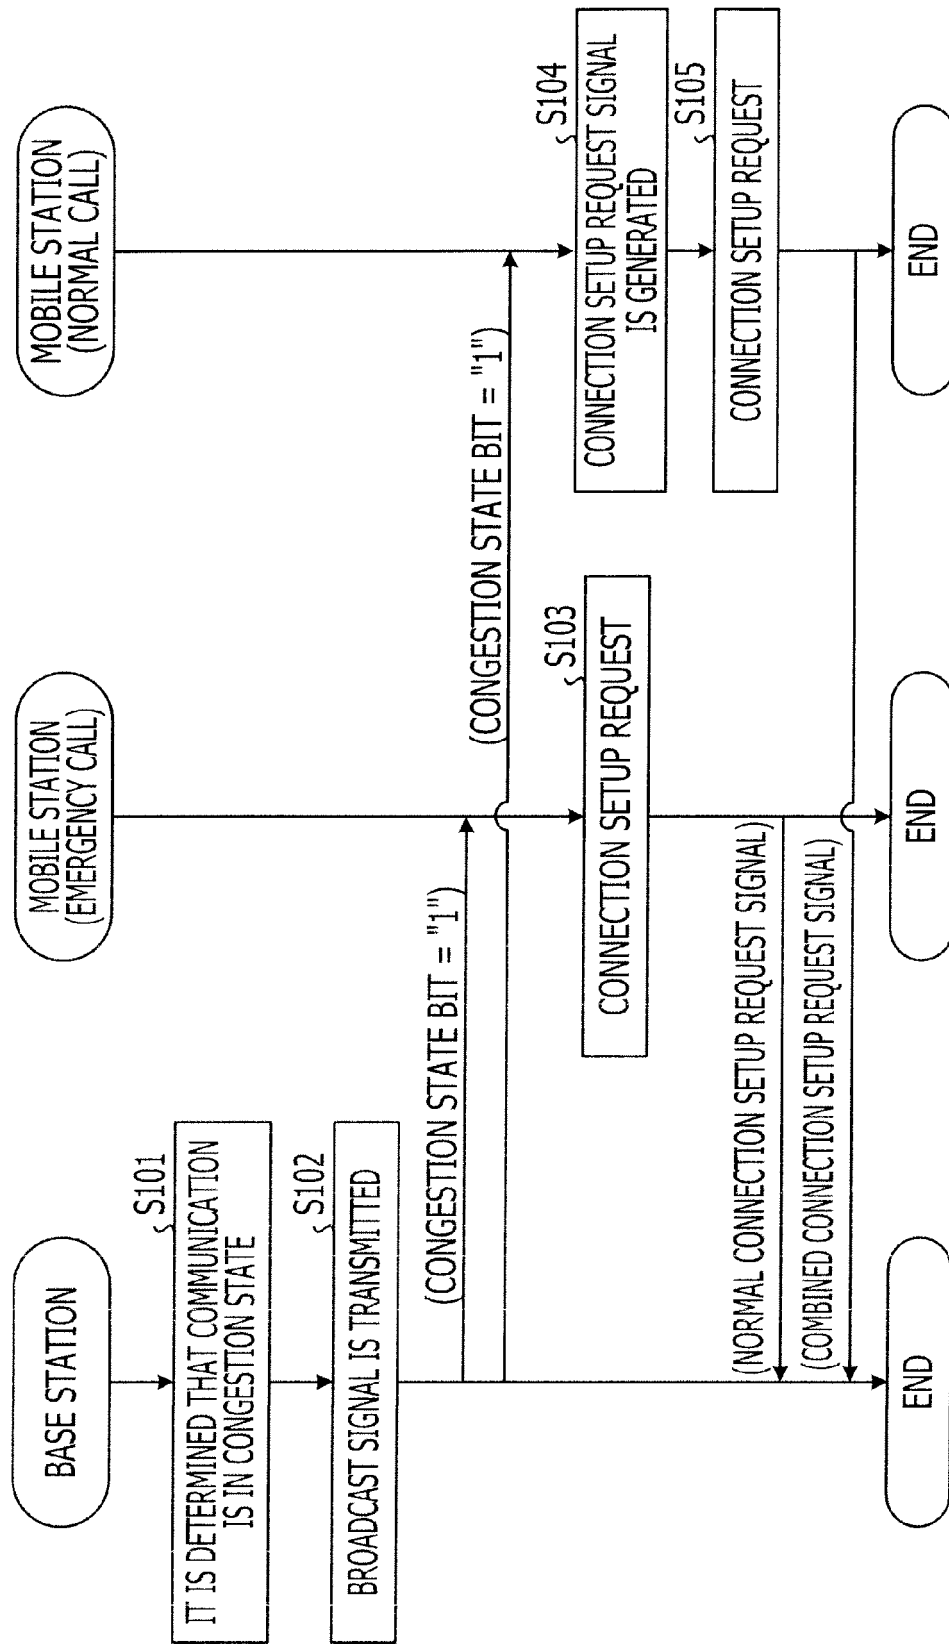 BASE STATION
S101
IT IS DETERMINED THAT COMMUNICATION
IS IN CONGESTION STATE
S102
BROADCAST SIGNAL IS TRANSMITTED
(CONGESTION STATE BIT = "1")
(NORMAL CONNECTION SETUP REQUEST SIGNAL)
(COMBINED CONNECTION SETUP REQUEST SIGNAL)
END
MOBILE STATION
(EMERGENCY CALL)
S103
CONNECTION SETUP REQUEST
END
MOBILE STATION
(NORMAL CALL)
(CONGESTION STATE BIT = "1")
S104
CONNECTION SETUP REQUEST SIGNAL
IS GENERATED
S105
CONNECTION SETUP REQUEST
END